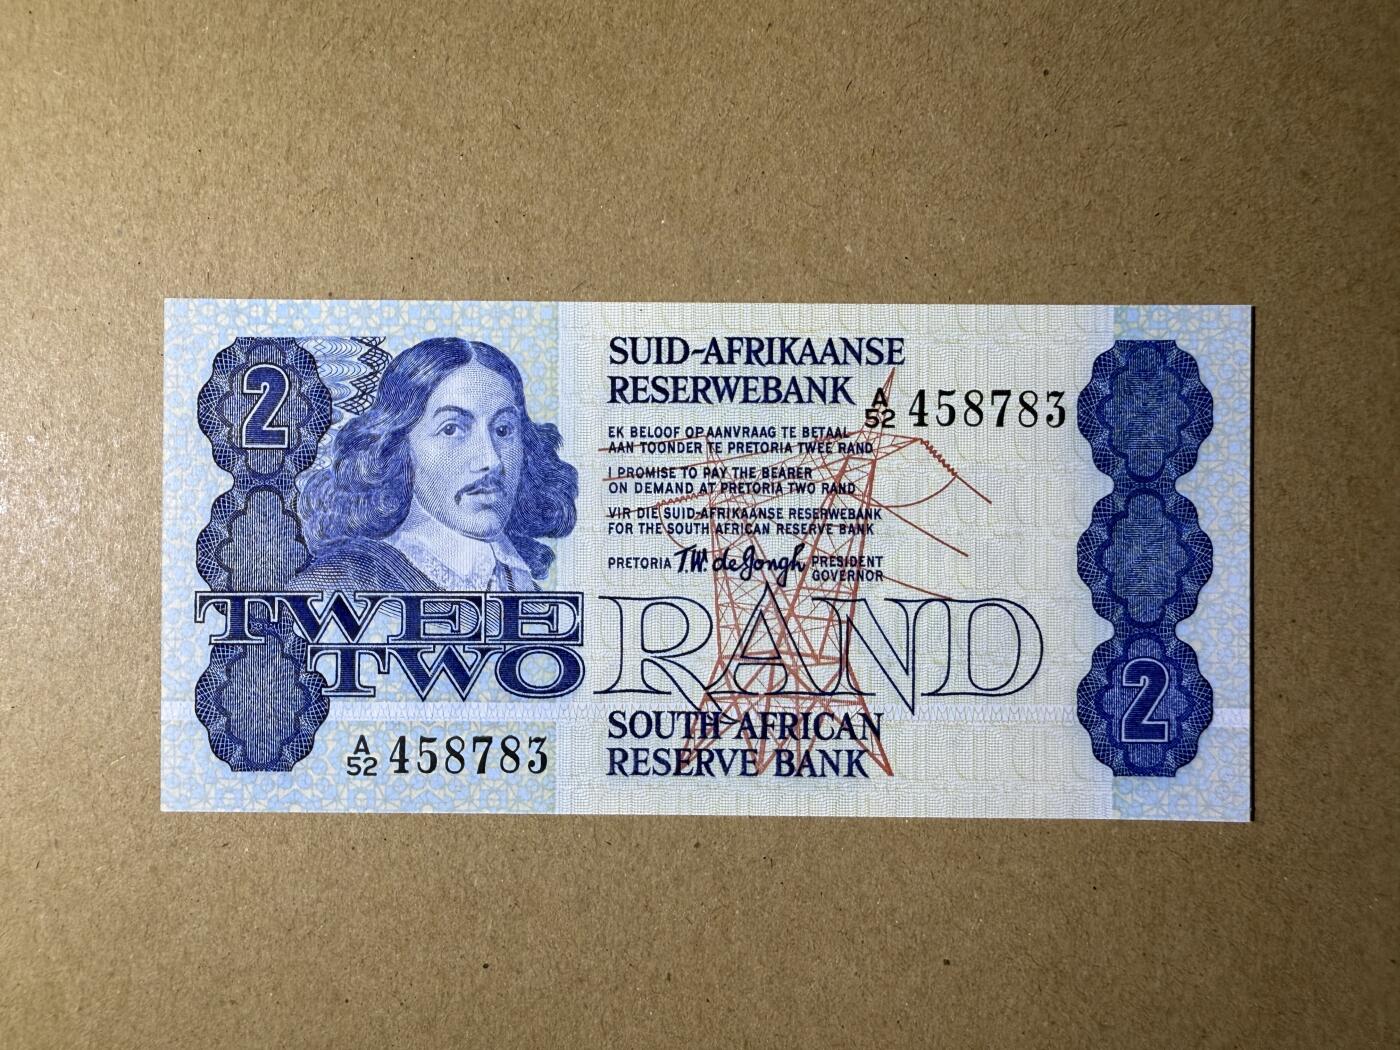 2
SUID-AFRIKAANSE
RESERWEBANK
A/52 458783
EK BELOOF OP AANVRAAG TE BETAAL
AAN TOONDER TE PRETORIA TWEE RAND
I PROMISE TO PAY THE BEARER
ON DEMAND AT PRETORIA TWO RAND
VIR DIE SUID-AFRIKAANSE RESERWEBANK
FOR THE SOUTH AFRICAN RESERVE BANK
PRETORIA T.W. de Jongh PRESIDENT
GOVERNOR
TWEE
TWO
RAND
2
SOUTH AFRICAN
RESERVE BANK
A/52 458783